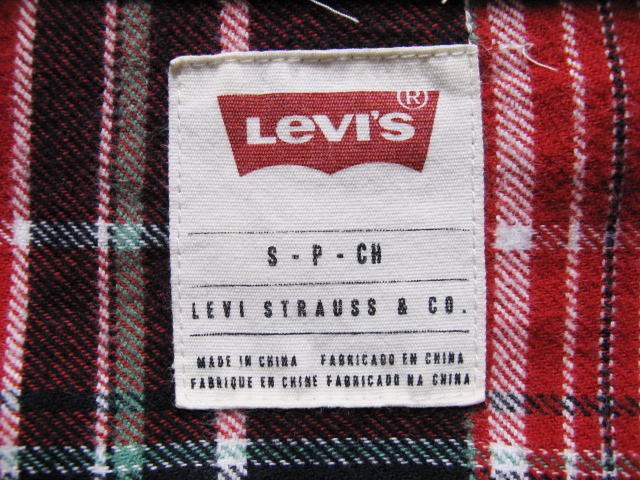 Levi's ®
S - P - CH
LEVI STRAUSS & CO.
MADE IN CHINA FABRICADO EN CHINA
FABRIQUE EN CHINE FABRICADO NA CHINA